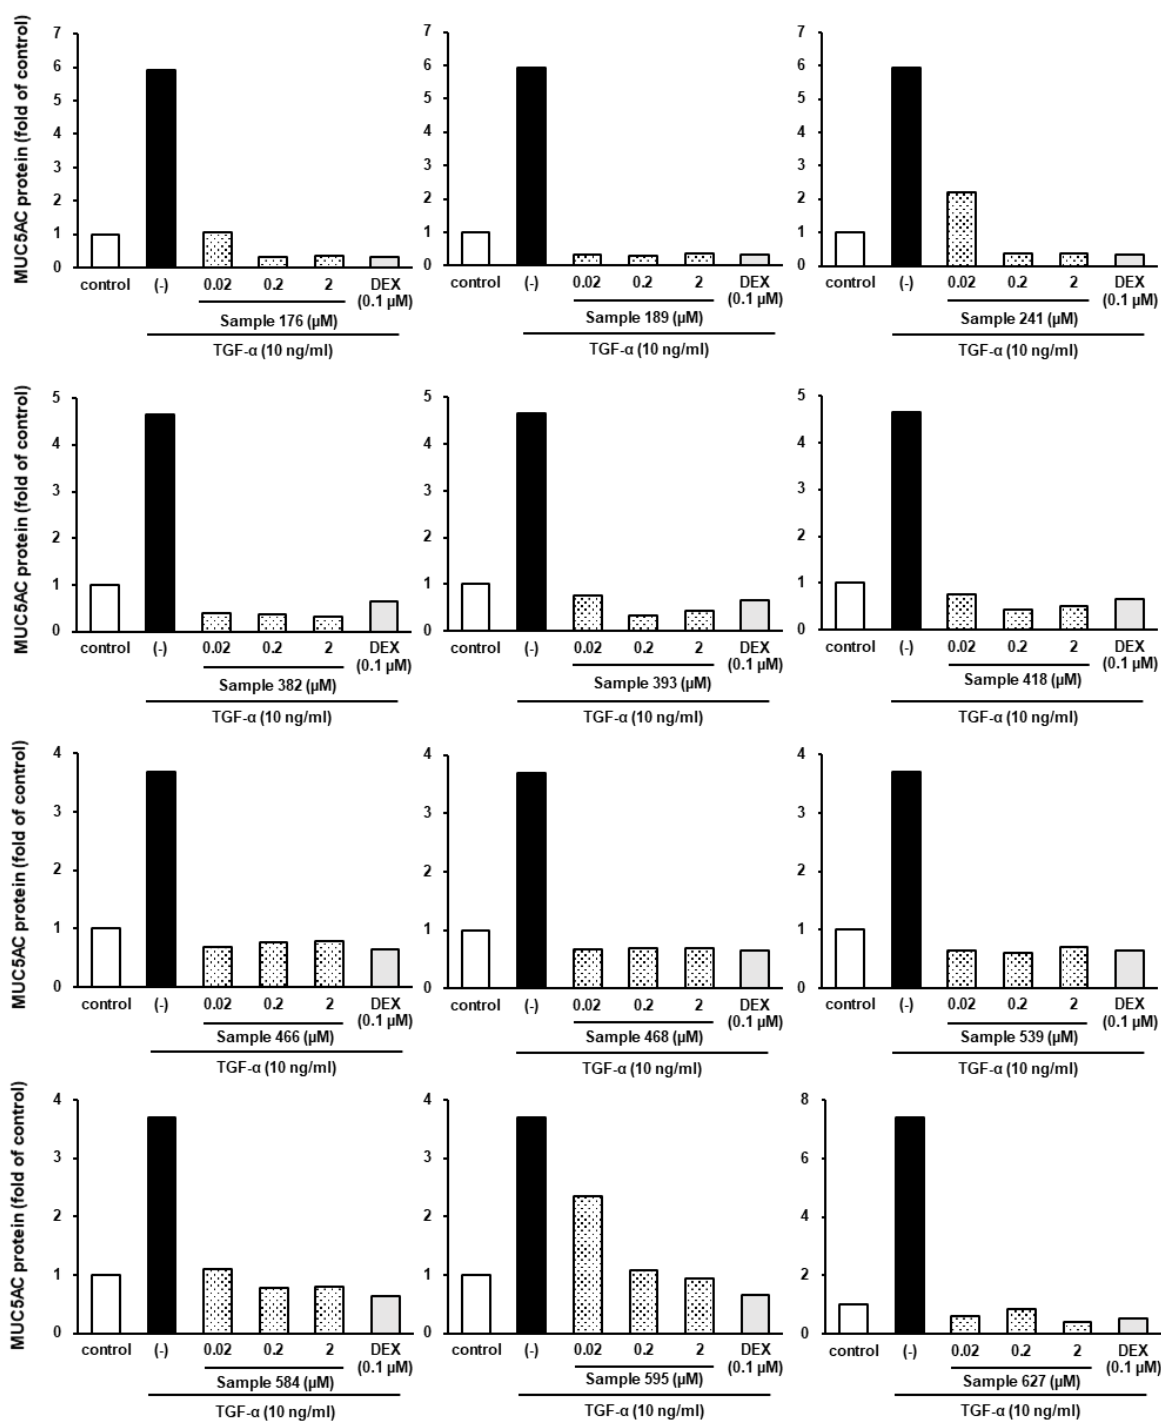 MUC5AC protein (fold of control)
7
6
5
4
3
2
1
0
control (-) 0.02 0.2 2 DEX
(0.1 µM)
Sample 176 (µM)
TGF-α (10 ng/ml)
7
6
5
4
3
2
1
0
control (-) 0.02 0.2 2 DEX
(0.1 µM)
Sample 189 (µM)
TGF-α (10 ng/ml)
7
6
5
4
3
2
1
0
control (-) 0.02 0.2 2 DEX
(0.1 µM)
Sample 241 (µM)
TGF-α (10 ng/ml)
MUC5AC protein (fold of control)
5
4
3
2
1
0
control (-) 0.02 0.2 2 DEX
(0.1 µM)
Sample 382 (µM)
TGF-α (10 ng/ml)
5
4
3
2
1
0
control (-) 0.02 0.2 2 DEX
(0.1 µM)
Sample 393 (µM)
TGF-α (10 ng/ml)
5
4
3
2
1
0
control (-) 0.02 0.2 2 DEX
(0.1 µM)
Sample 418 (µM)
TGF-α (10 ng/ml)
MUC5AC protein (fold of control)
4
3
2
1
0
control (-) 0.02 0.2 2 DEX
(0.1 µM)
Sample 466 (µM)
TGF-α (10 ng/ml)
4
3
2
1
0
control (-) 0.02 0.2 2 DEX
(0.1 µM)
Sample 468 (µM)
TGF-α (10 ng/ml)
4
3
2
1
0
control (-) 0.02 0.2 2 DEX
(0.1 µM)
Sample 539 (µM)
TGF-α (10 ng/ml)
MUC5AC protein (fold of control)
4
3
2
1
0
control (-) 0.02 0.2 2 DEX
(0.1 µM)
Sample 584 (µM)
TGF-α (10 ng/ml)
4
3
2
1
0
control (-) 0.02 0.2 2 DEX
(0.1 µM)
Sample 595 (µM)
TGF-α (10 ng/ml)
8
6
4
2
0
control (-) 0.02 0.2 2 DEX
(0.1 µM)
Sample 627 (µM)
TGF-α (10 ng/ml)